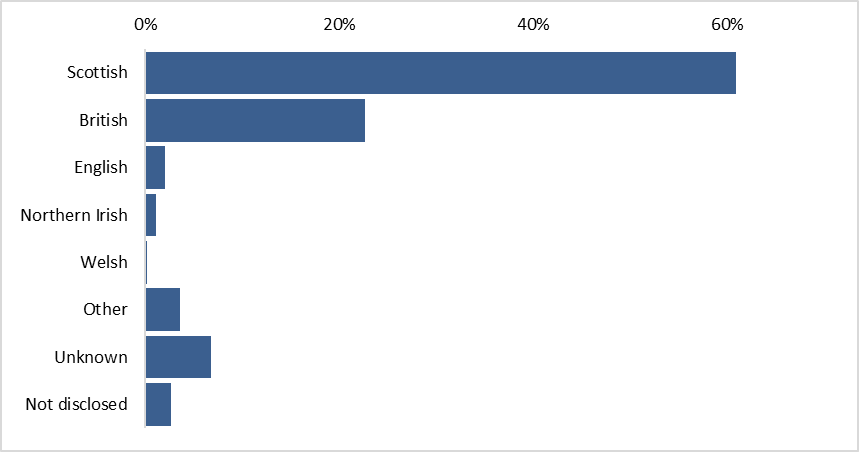 0% 20% 40% 60%
Scottish
British
English
Northern Irish
Welsh
Other
Unknown
Not disclosed